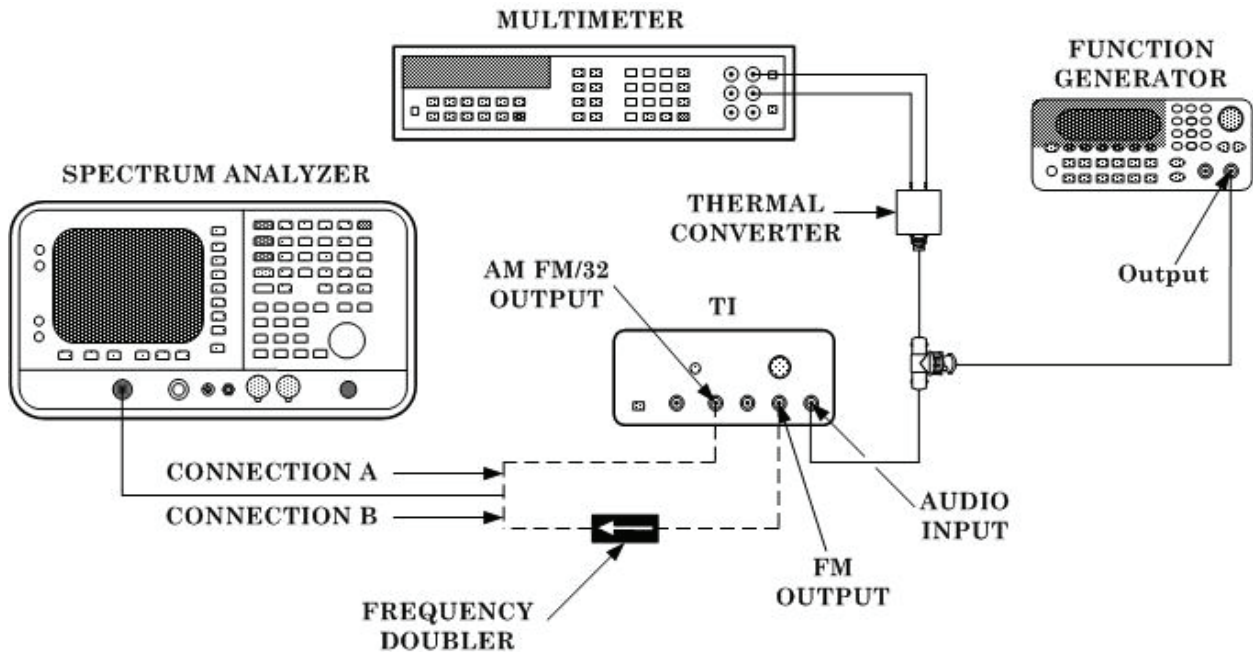 MULTIMETER
FUNCTION
GENERATOR
SPECTRUM ANALYZER
THERMAL
CONVERTER
AM FM/32
OUTPUT
TI
Output
CONNECTION A
CONNECTION B
AUDIO
INPUT
FM
OUTPUT
FREQUENCY
DOUBLER